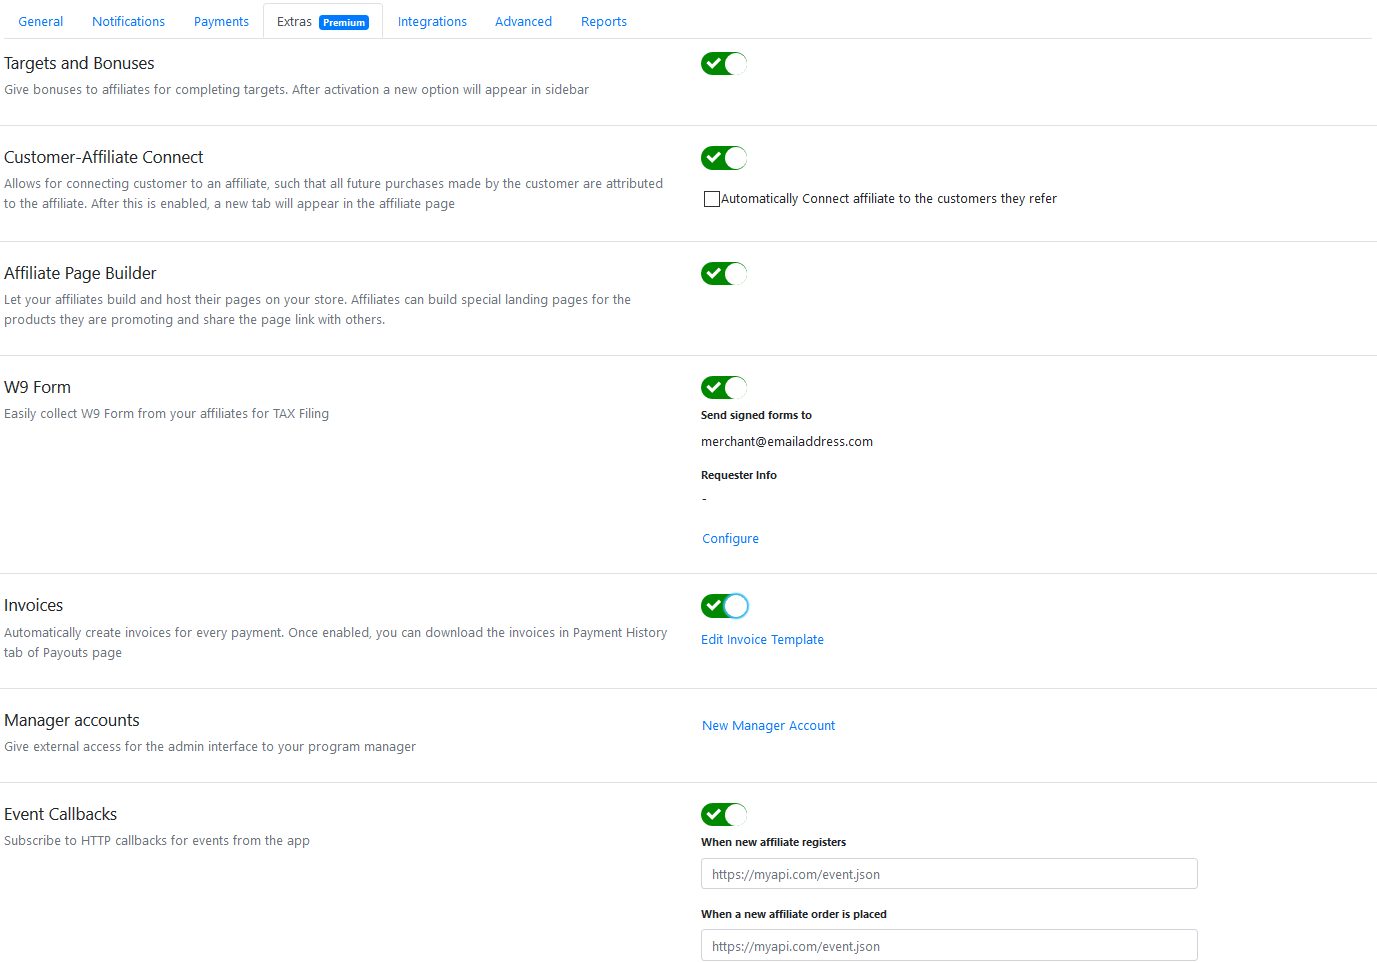 General Notifications Payments Extras Premium Integrations Advanced Reports
Targets and Bonuses
Give bonuses to affiliates for completing targets. After activation a new option will appear in sidebar
Customer-Affiliate Connect
Allows for connecting customer to an affiliate, such that all future purchases made by the customer are attributed
to the affiliate. After this is enabled, a new tab will appear in the affiliate page
Automatically Connect affiliate to the customers they refer
Affiliate Page Builder
Let your affiliates build and host their pages on your store. Affiliates can build special landing pages for the
products they are promoting and share the page link with others.
W9 Form
Easily collect W9 Form from your affiliates for TAX Filing
Send signed forms to
merchant@emailaddress.com
Requester Info
-
Configure
Invoices
Automatically create invoices for every payment. Once enabled, you can download the invoices in Payment History
tab of Payouts page
Edit Invoice Template
Manager accounts
Give external access for the admin interface to your program manager
New Manager Account
Event Callbacks
Subscribe to HTTP callbacks for events from the app
When new affiliate registers
https://myapi.com/event.json
When a new affiliate order is placed
https://myapi.com/event.json